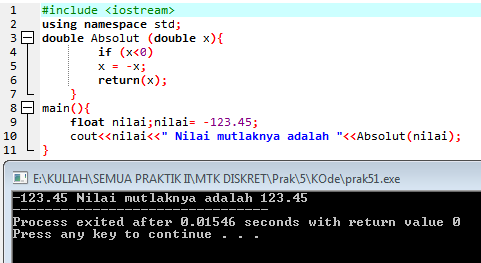 1 #include <iostream>
2 using namespace std;
3 double Absolut (double x){
4 if (x<0)
5 x = -x;
6 return(x);
7 }
8 main(){
9 float nilai;nilai= -123.45;
10 cout<<nilai<<" Nilai mutlaknya adalah "<<Absolut(nilai);
11 }
E:\KULIAH\SEMUA PRAKTIK II\MTK DISKRET\Prak\5\KOde\prak51.exe
-123.45 Nilai mutlaknya adalah 123.45
--------------------------------
Process exited after 0.01546 seconds with return value 0
Press any key to continue . . .